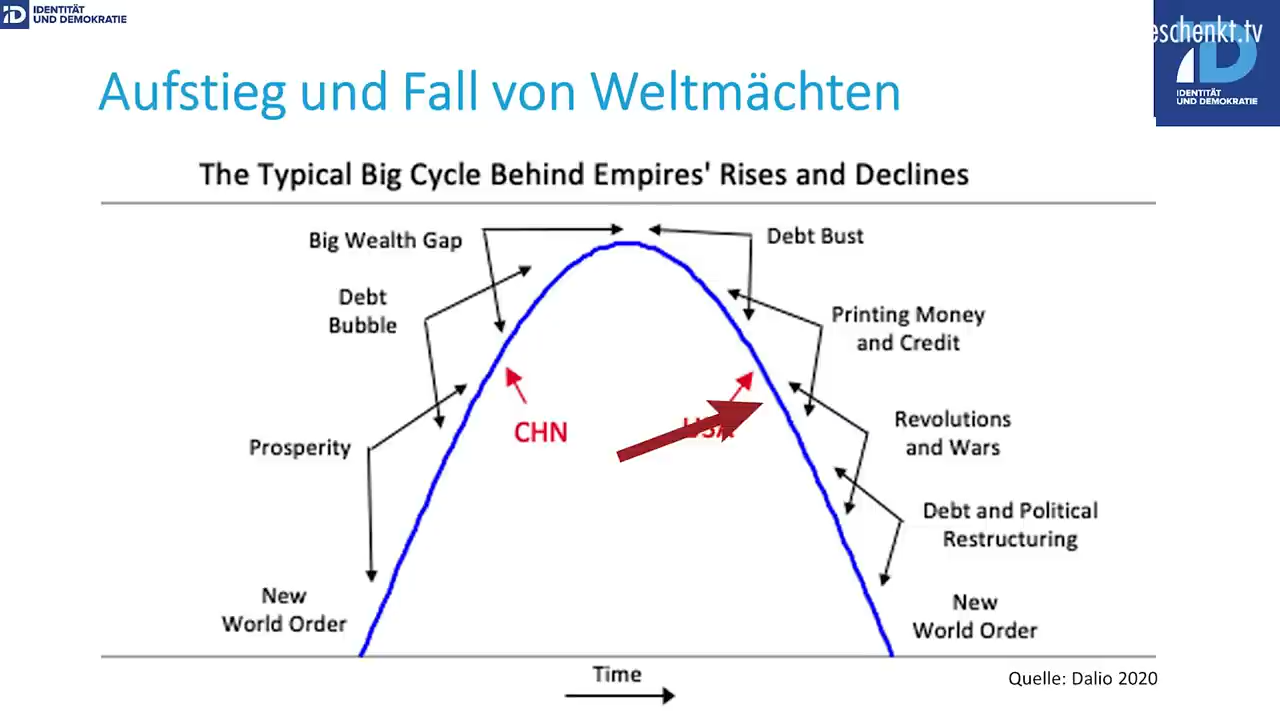 IDENTITÄT
UND DEMOKRATIE
eschenkt.tv
iD
IDENTITÄT
UND DEMOKRATIE
Aufstieg und Fall von Weltmächten
The Typical Big Cycle Behind Empires' Rises and Declines
Big Wealth Gap
Debt Bust
Debt
Bubble
Printing Money
and Credit
CHN
USA
Prosperity
Revolutions
and Wars
Debt and Political
Restructuring
New
World Order
New
World Order
Time
Quelle: Dalio 2020